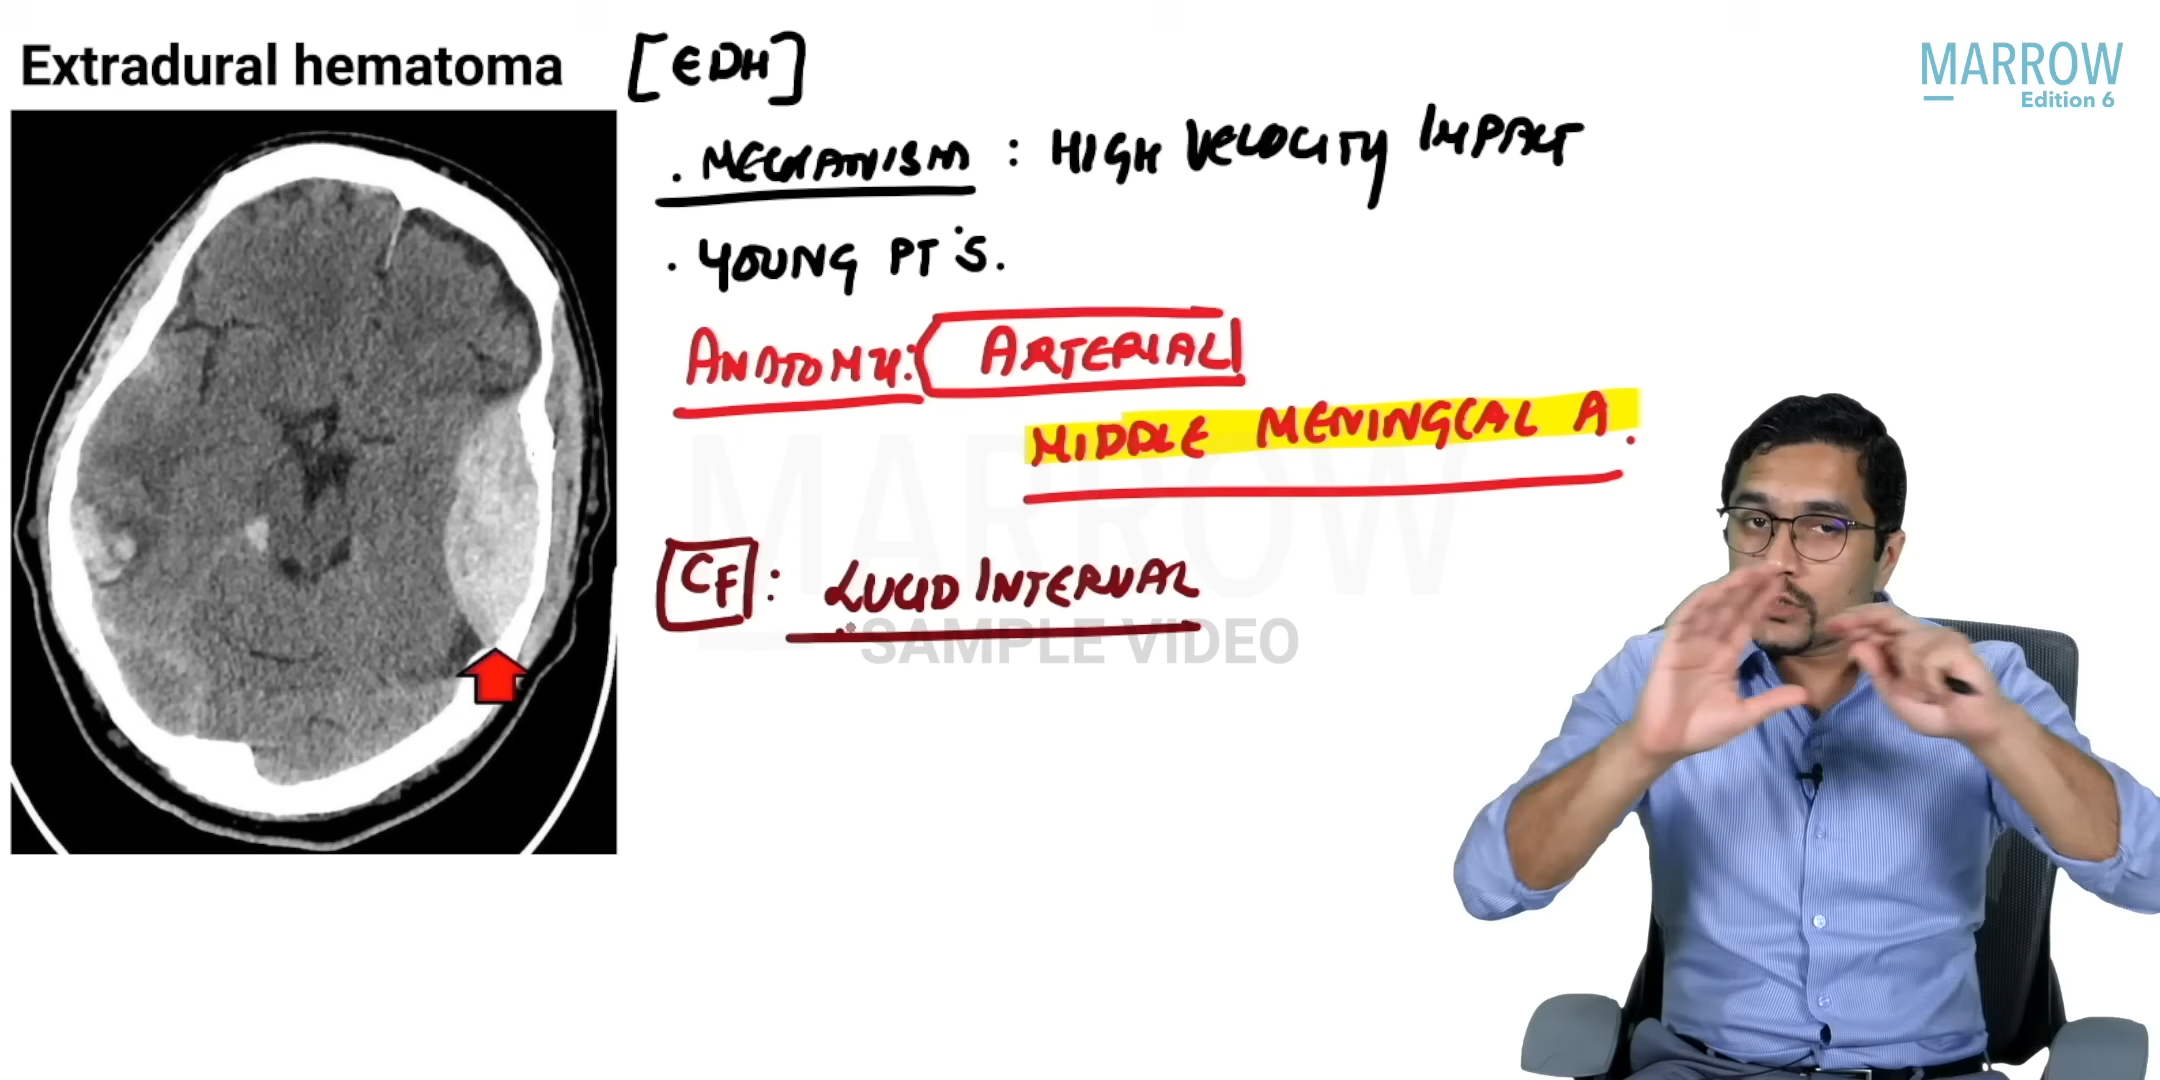 Extradural hematoma [EDH]
MARROW
Edition 6
. MECHANISM : HIGH VELOCITY IMPACT
. YOUNG PT'S.
ANATOMY: ARTERIAL
MIDDLE MENINGEAL A.
MARROW
CF : LUCID INTERVAL
SAMPLE VIDEO